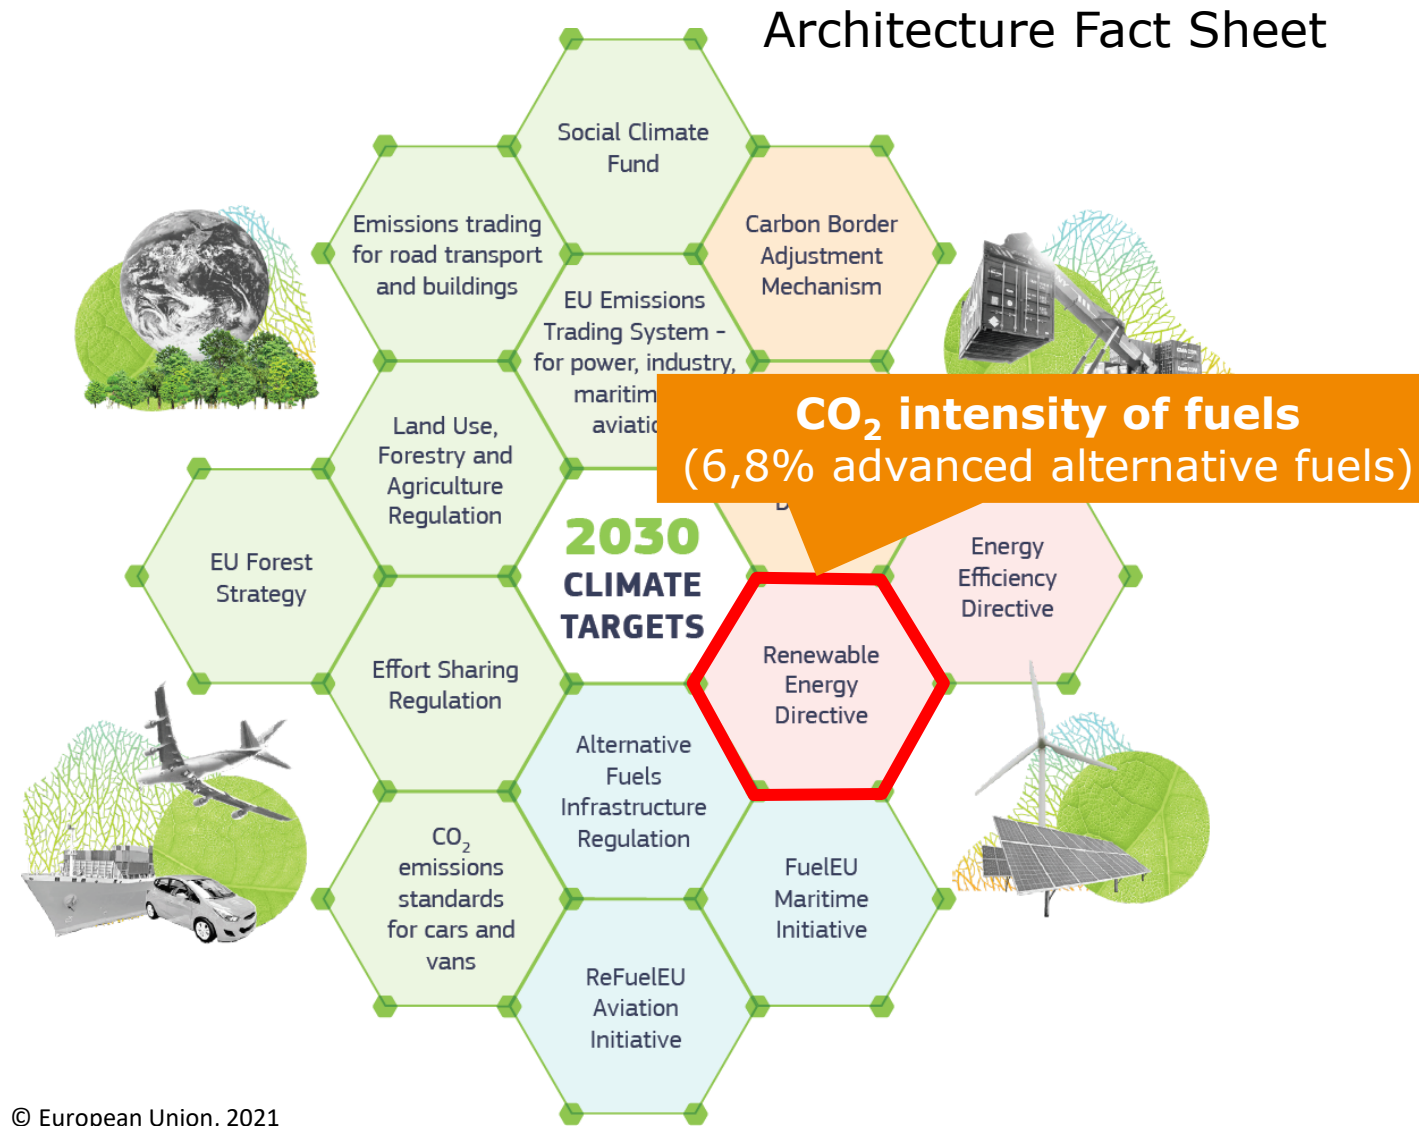 Architecture Fact Sheet
Social Climate
Fund
Emissions trading
for road transport
and buildings
Carbon Border
Adjustment
Mechanism
EU Emissions
Trading System -
for power, industry,
maritim
aviatio
CO₂ intensity of fuels
(6,8% advanced alternative fuels)
Land Use,
Forestry and
Agriculture
Regulation
2030
CLIMATE
TARGETS
EU Forest
Strategy
Energy
Efficiency
Directive
Effort Sharing
Regulation
Renewable
Energy
Directive
Alternative
Fuels
Infrastructure
Regulation
CO₂
emissions
standards
for cars and
vans
FuelEU
Maritime
Initiative
ReFuelEU
Aviation
Initiative
© European Union, 2021